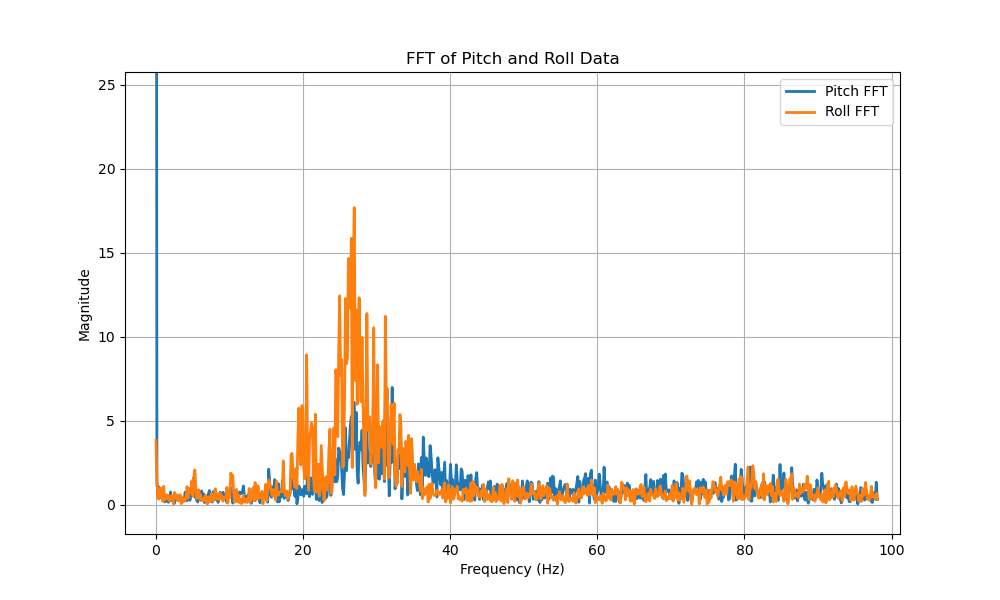 FFT of Pitch and Roll Data
Pitch FFT
Roll FFT
25
20
15
10
5
0
Magnitude
0 20 40 60 80 100
Frequency (Hz)